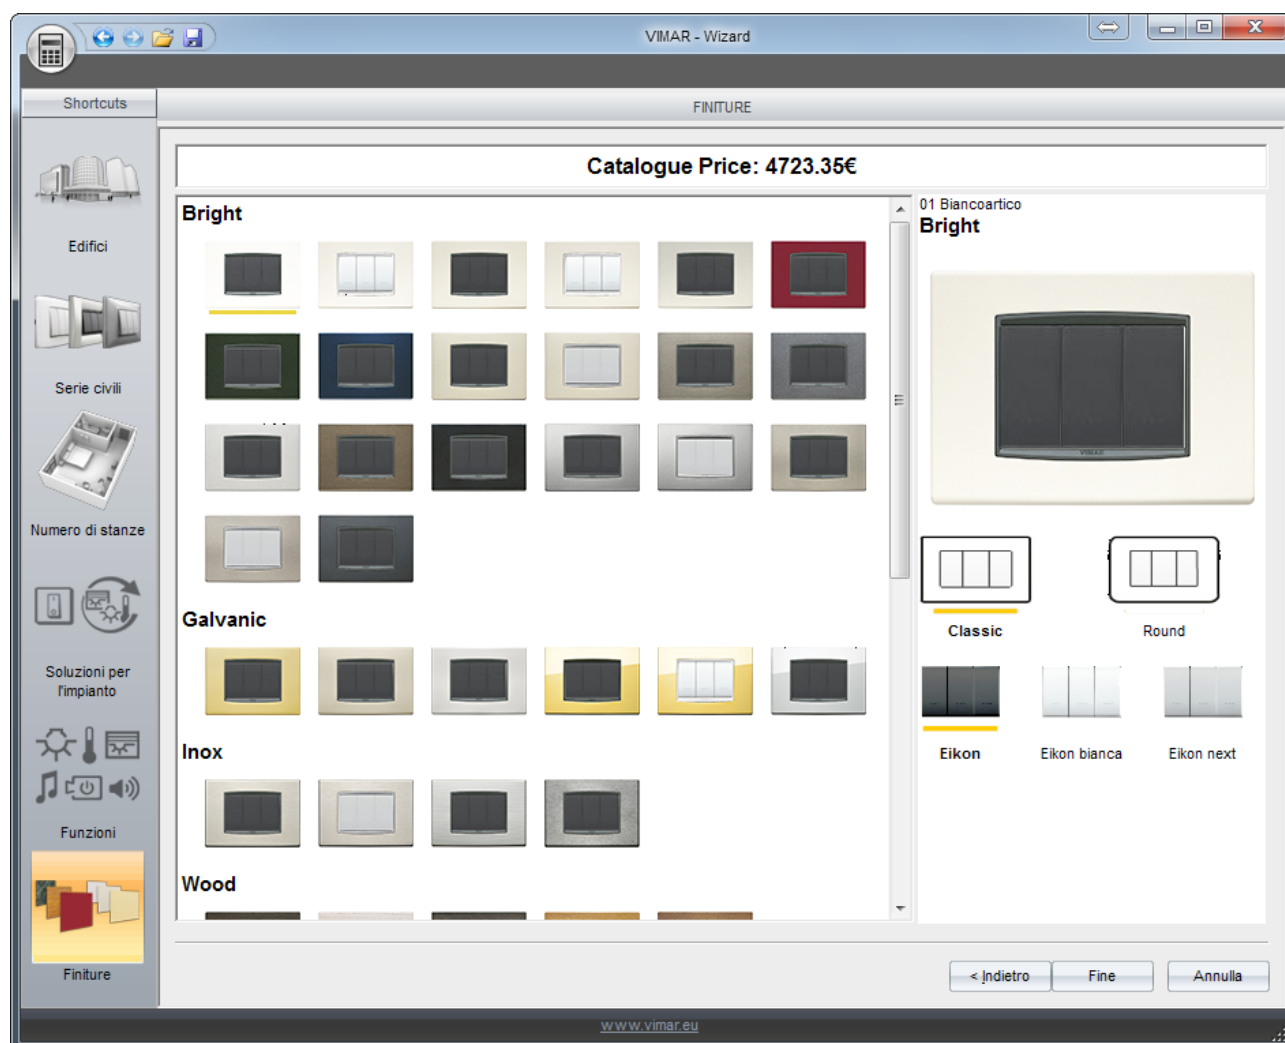 VIMAR - Wizard
Shortcuts
FINITURE
Catalogue Price: 4723.35€
Edifici
Serie civili
Numero di stanze
Soluzioni per
l'impianto
Funzioni
Finiture
Bright
Galvanic
Inox
Wood
01 Biancoartico
Bright
VIMAR
Classic
Round
Eikon
Eikon bianca
Eikon next
< Indietro
Fine
Annulla
www.vimar.eu